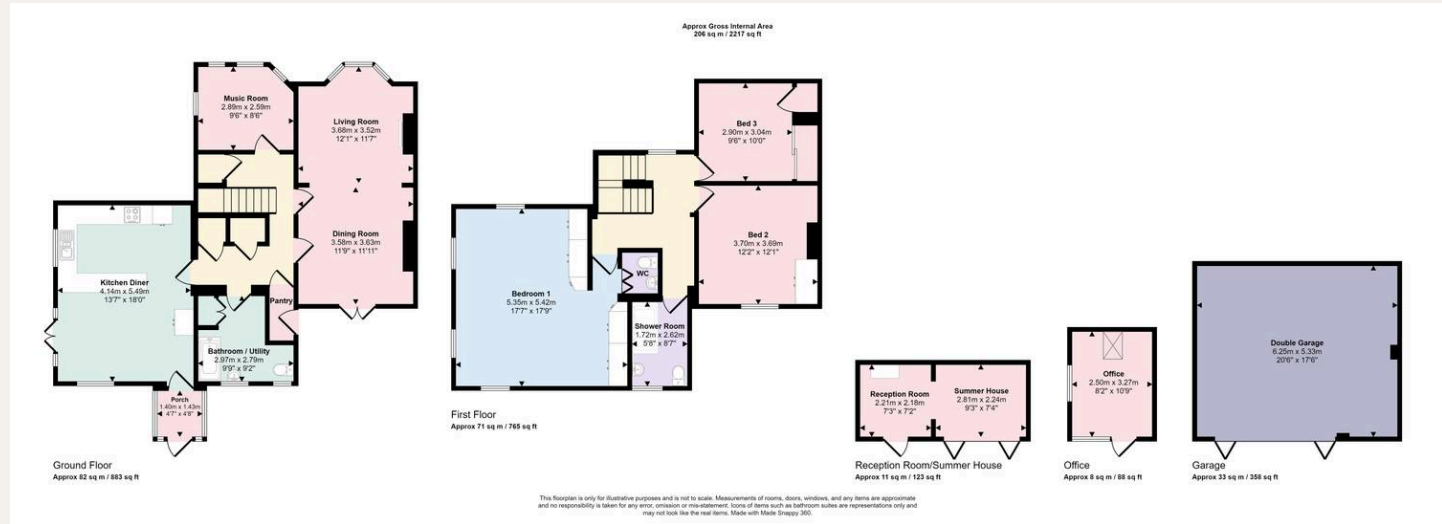 Approx Gross Internal Area
206 sq m / 2217 sq ft
Music Room
2.89m x 2.59m
9'6" x 8'6"
Living Room
3.68m x 3.52m
12'1" x 11'7"
Dining Room
3.58m x 3.63m
11'9" x 11'11"
Kitchen Diner
4.14m x 5.49m
13'7" x 18'0"
Pantry
Bathroom / Utility
2.97m x 2.79m
9'9" x 9'2"
Porch
1.40m x 1.43m
4'7" x 4'8"
Ground Floor
Approx 82 sq m / 883 sq ft
Bed 3
2.90m x 3.04m
9'6" x 10'0"
Bed 2
3.70m x 3.69m
12'2" x 12'1"
WC
Bedroom 1
5.35m x 5.42m
17'7" x 17'9"
Shower Room
1.72m x 2.62m
5'8" x 8'7"
First Floor
Approx 71 sq m / 765 sq ft
Reception Room
2.21m x 2.18m
7'3" x 7'2"
Summer House
2.81m x 2.24m
9'3" x 7'4"
Reception Room/Summer House
Approx 11 sq m / 123 sq ft
Office
2.50m x 3.27m
8'2" x 10'9"
Office
Approx 8 sq m / 88 sq ft
Double Garage
6.25m x 5.33m
20'6" x 17'6"
Garage
Approx 33 sq m / 358 sq ft
This floorplan is only for illustrative purposes and is not to scale. Measurements of rooms, doors, windows, and any items are approximate
and no responsibility is taken for any error, omission or mis-statement. Icons of items such as bathroom suites are representations only and
may not look like the real items. Made with Made Snappy 360.